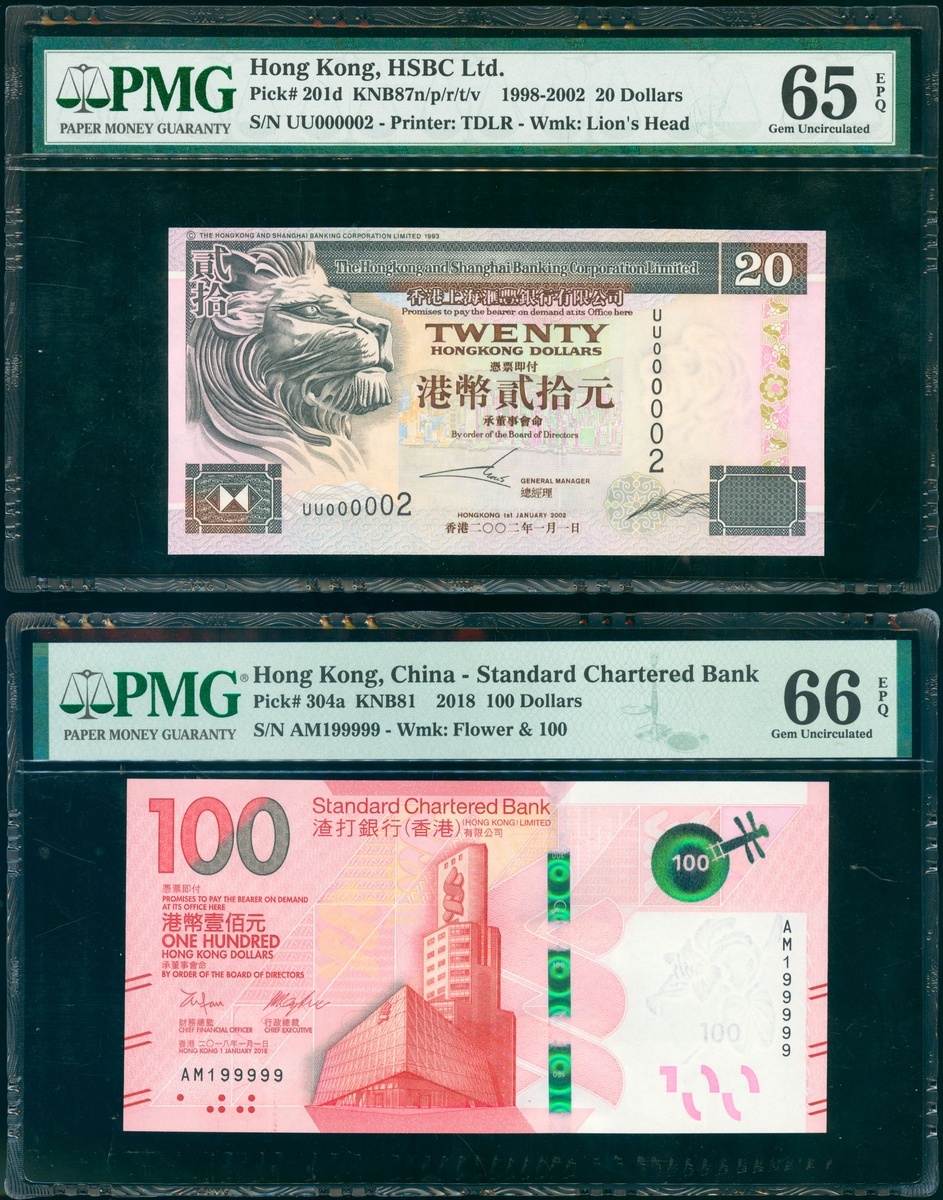 PMG
PAPER MONEY GUARANTY
Hong Kong, HSBC Ltd.
Pick# 201d KNB87n/p/r/t/v 1998-2002 20 Dollars
S/N UU000002 - Printer: TDLR - Wmk: Lion's Head
65
EPQ
Gem Uncirculated
© THE HONGKONG AND SHANGHAI BANKING CORPORATION LIMITED 1993
貳拾
The Hongkong and Shanghai Banking Corporation Limited
20
香港上海滙豐銀行有限公司
Promises to pay the bearer on demand at its Office here
TWENTY
HONGKONG DOLLARS
憑票即付
港幣貳拾元
承董事會命
By order of the Board of Directors
GENERAL MANAGER
總經理
HONGKONG 1st JANUARY 2002
香港二〇〇二年一月一日
UU000002
UU000002
PMG®
PAPER MONEY GUARANTY
Hong Kong, China - Standard Chartered Bank
Pick# 304a KNB81 2018 100 Dollars
S/N AM199999 - Wmk: Flower & 100
66
EPQ
Gem Uncirculated
100
Standard Chartered Bank
渣打銀行(香港)(HONG KONG) LIMITED
有限公司
憑票即付
PROMISES TO PAY THE BEARER ON DEMAND
AT ITS OFFICE HERE
港幣壹佰元
ONE HUNDRED
HONG KONG DOLLARS
承董事會命
BY ORDER OF THE BOARD OF DIRECTORS
財務總監 行政總裁
CHIEF FINANCIAL OFFICER CHIEF EXECUTIVE
香港 二〇一八年一月一日
HONG KONG 1 JANUARY 2018
AM199999
100
AM199999
100